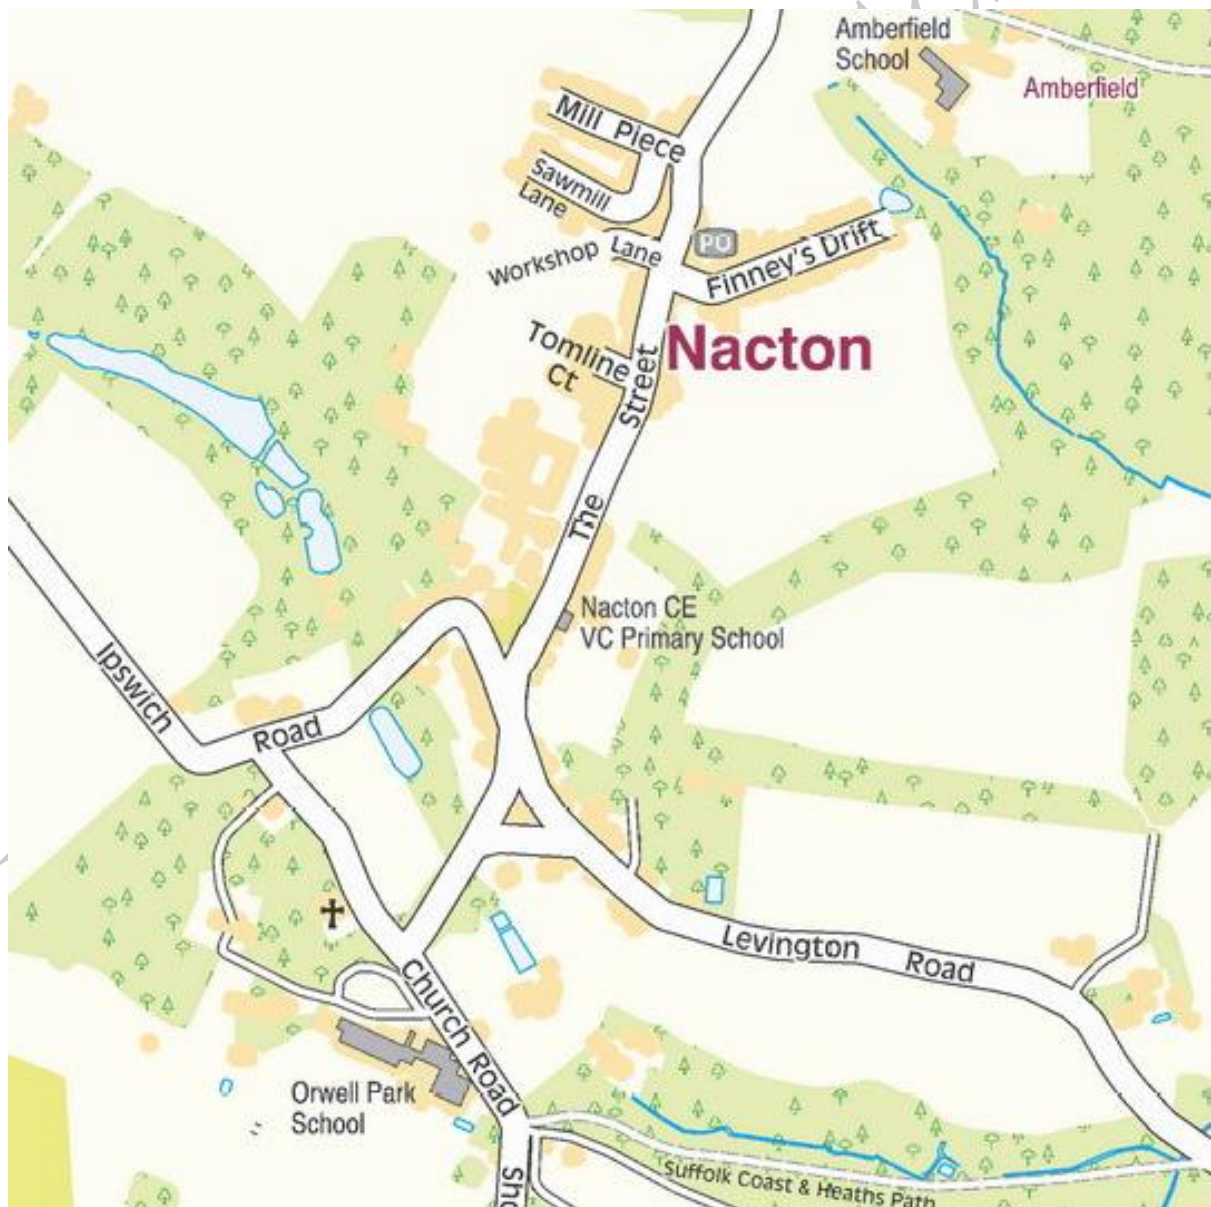 Amberfield
School
Amberfield
Mill Piece
Sawmill
Lane
PO
Workshop Lane
Finney's Drift
Tomline
Ct
Nacton
The Street
Nacton CE
VC Primary School
Ipswich Road
Levington Road
Church Road
Orwell Park
School
Sho
Suffolk Coast & Heaths Path